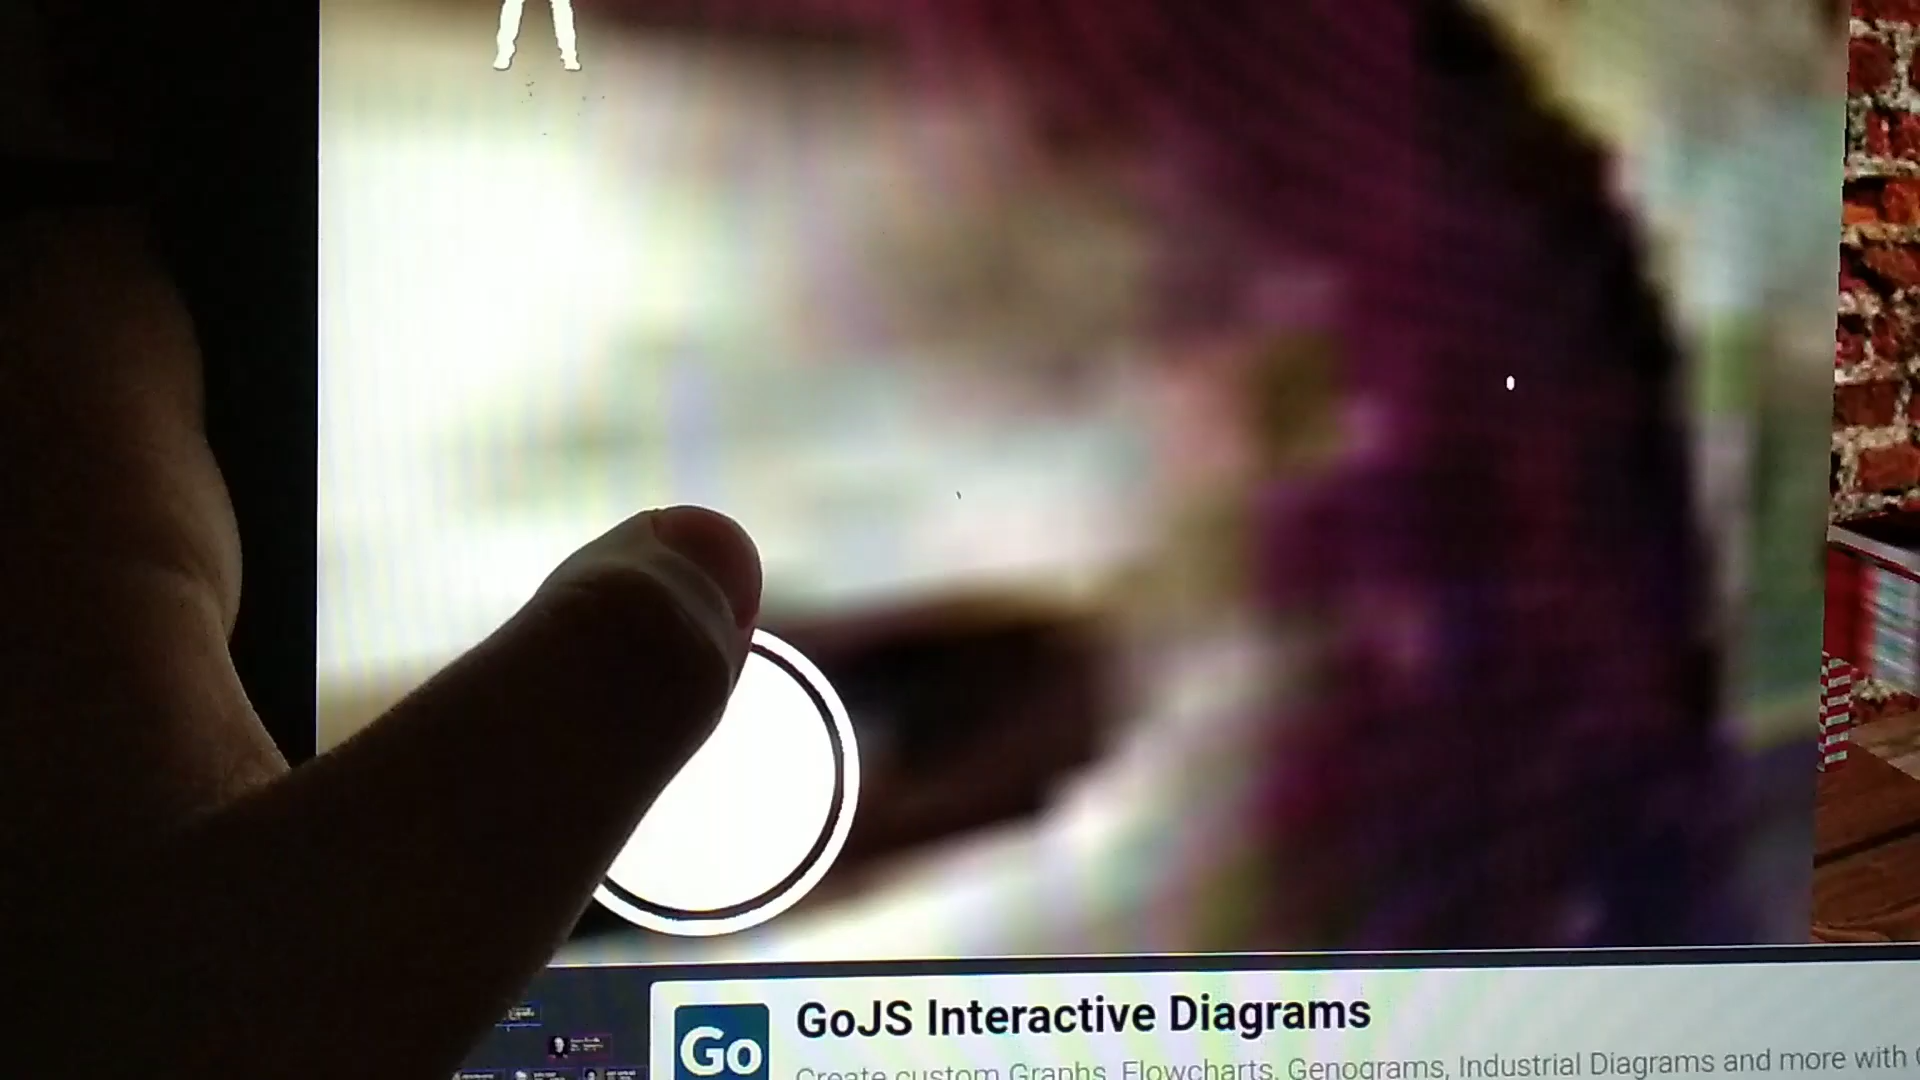 GoJS Interactive Diagrams
Go
Create custom Graphs, Flowcharts, Genograms, Industrial Diagrams and more with